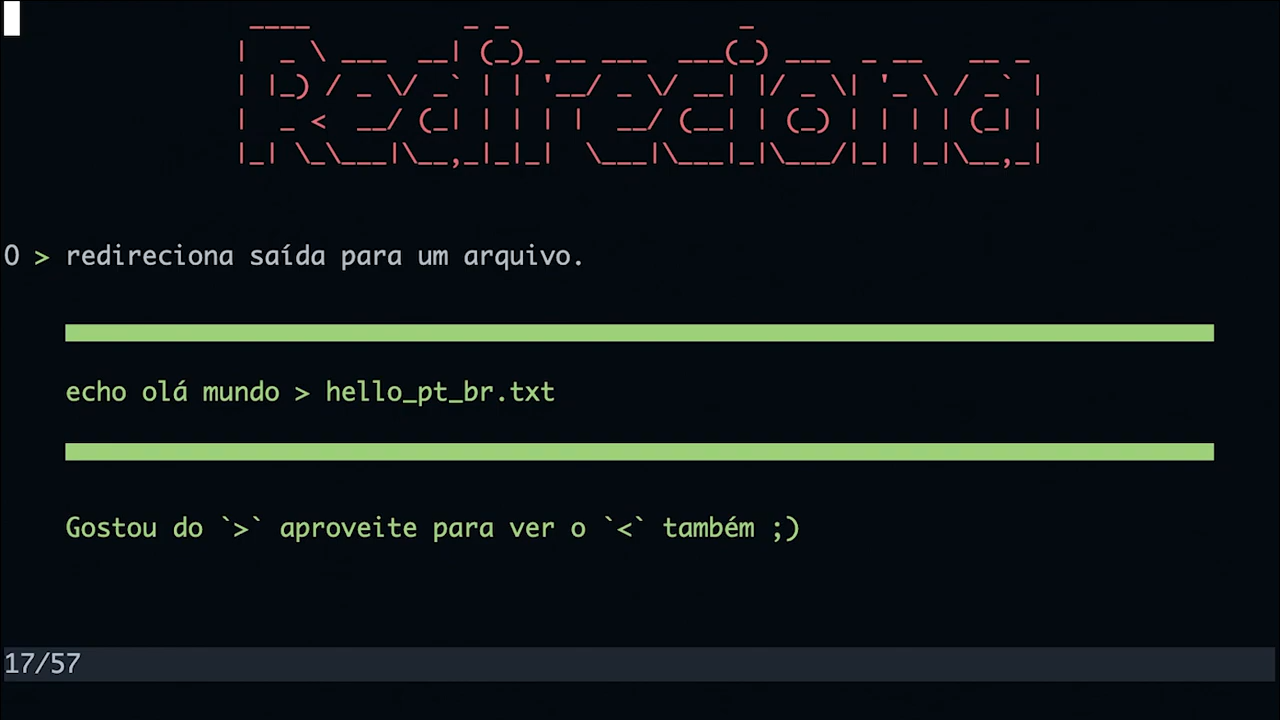 Redireciona
O > redireciona saída para um arquivo.
echo olá mundo > hello_pt_br.txt
Gostou do `>` aproveite para ver o `<` também ;)
17/57